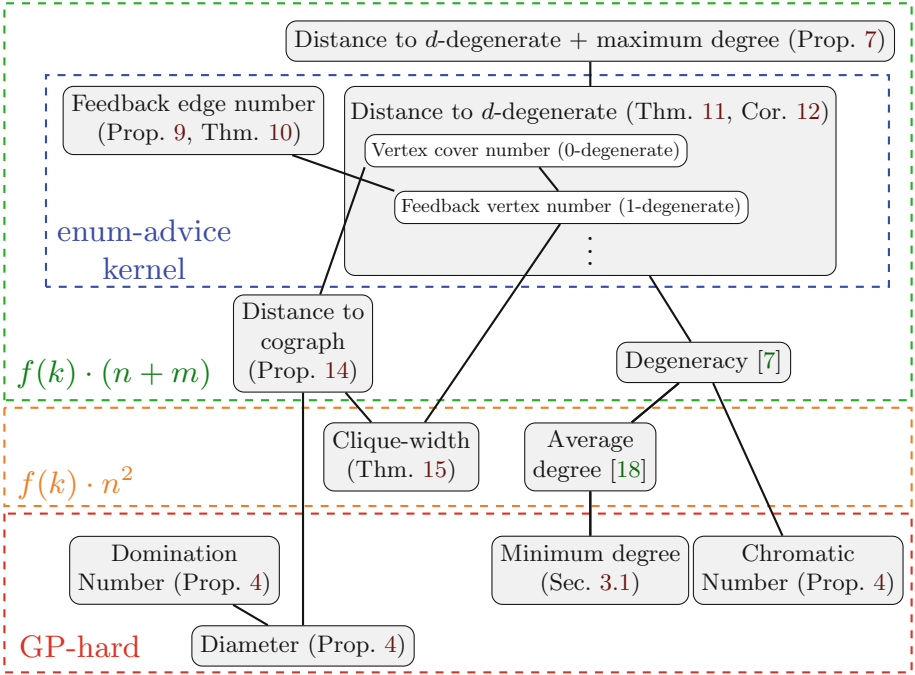 Distance to d-degenerate + maximum degree (Prop. 7)
Feedback edge number
(Prop. 9, Thm. 10)
Distance to d-degenerate (Thm. 11, Cor. 12)
Vertex cover number (0-degenerate)
Feedback vertex number (1-degenerate)
⋮
enum-advice
kernel
Distance to
cograph
(Prop. 14)
Degeneracy [7]
f(k) · (n + m)
Clique-width
(Thm. 15)
Average
degree [18]
f(k) · n²
Domination
Number (Prop. 4)
Minimum degree
(Sec. 3.1)
Chromatic
Number (Prop. 4)
Diameter (Prop. 4)
GP-hard